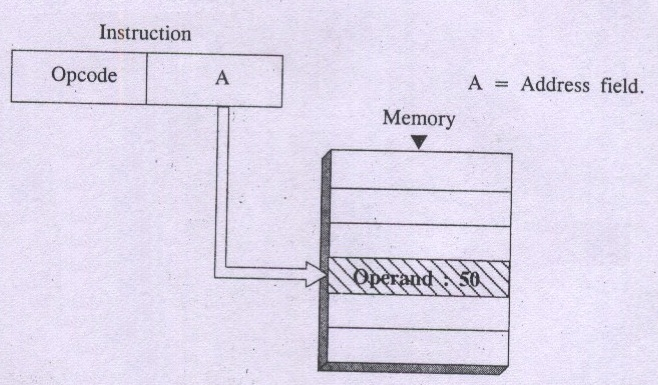 Instruction
Opcode A
A = Address field.
Memory
Operand : 50